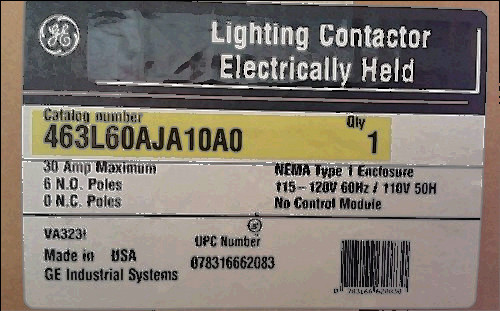 GE
Lighting Contactor
Electrically Held
Catalog number Qty
463L60AJA10A0 1
30 Amp Maximum NEMA Type 1 Enclosure
6 N.O. Poles 115-120V 60Hz / 110V 50H
0 N.C. Poles No Control Module
VA323I
UPC Number
Made in USA 078316662083
GE Industrial Systems